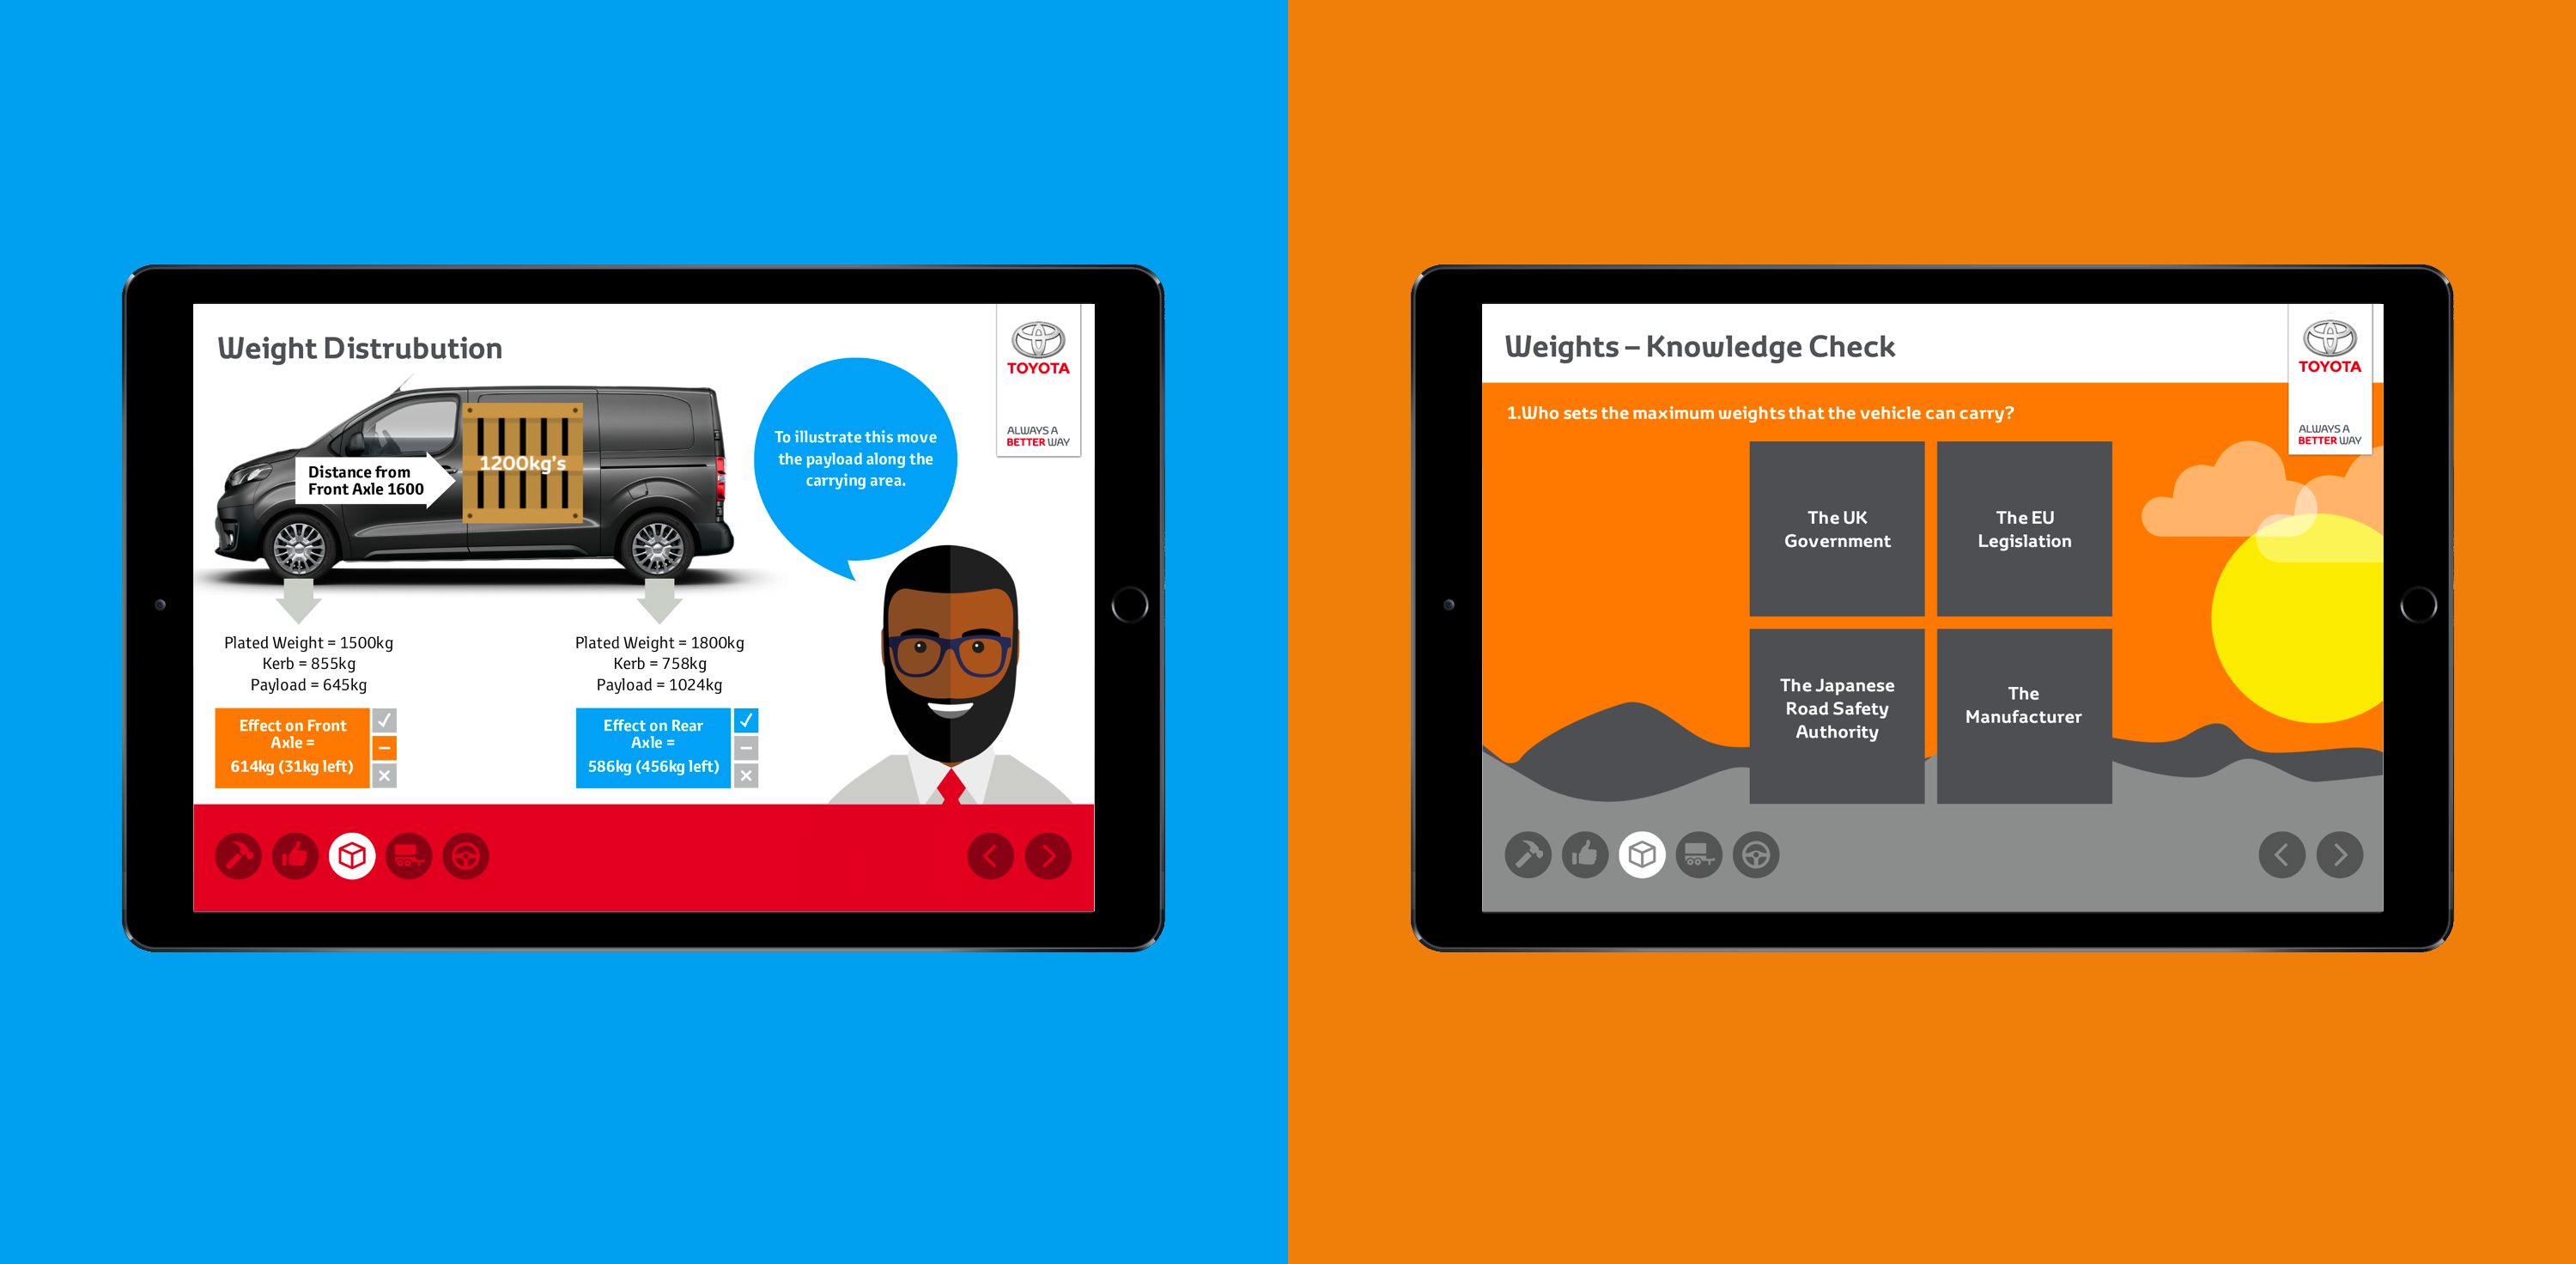 Weight Distrubution
TOYOTA
ALWAYS A
BETTER WAY
To illustrate this move
the payload along the
carrying area.
1200kg's
Distance from
Front Axle 1600
Plated Weight = 1500kg
Kerb = 855kg
Payload = 645kg
Plated Weight = 1800kg
Kerb = 758kg
Payload = 1024kg
Effect on Front
Axle =
614kg (31kg left)
Effect on Rear
Axle =
586kg (456kg left)
Weights – Knowledge Check
TOYOTA
ALWAYS A
BETTER WAY
1.Who sets the maximum weights that the vehicle can carry?
The UK
Government
The EU
Legislation
The Japanese
Road Safety
Authority
The
Manufacturer